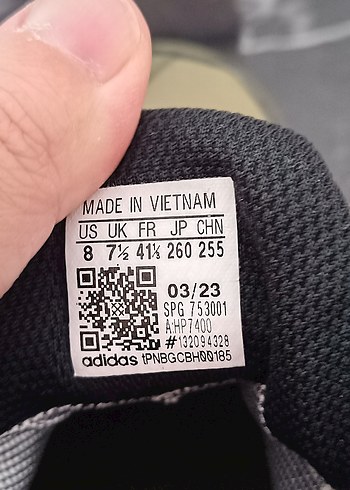 MADE IN VIETNAM
US UK FR JP CHN
8 7½ 41⅓ 260 255
03/23
SPG 753001
A:HP7400
#132094328
adidas tPNBGCBH00185